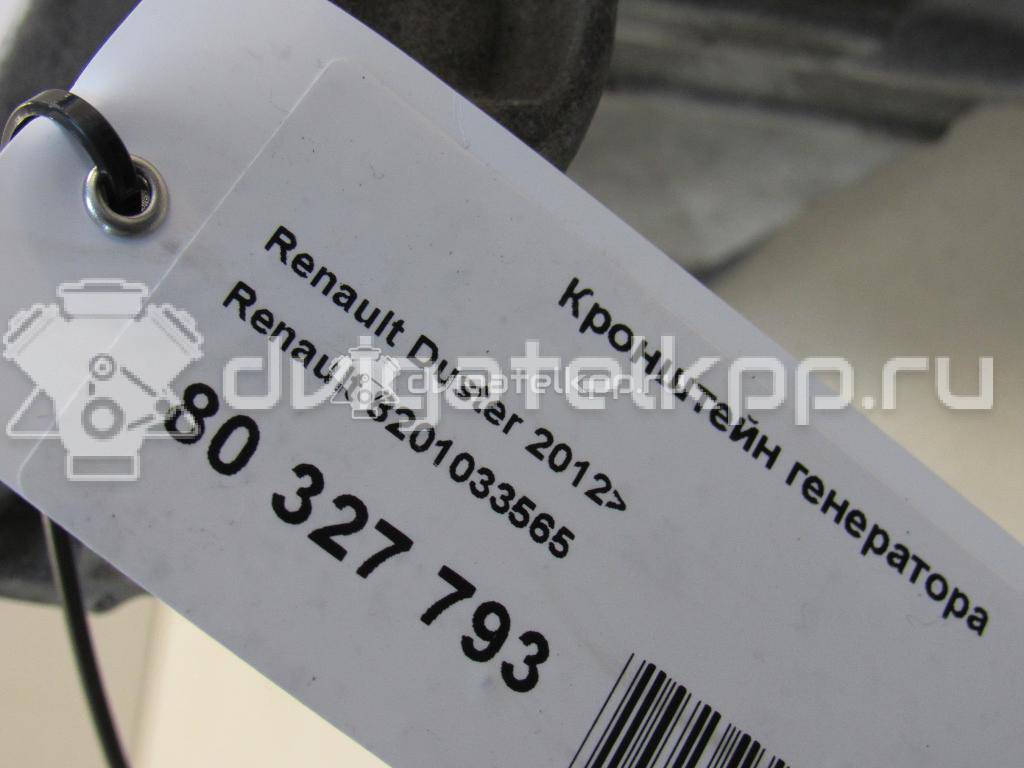 Кронштейн генератора
Renault Duster 2012>
Renault 8201033565
80 327 793
dvigatelkpp.ru
dvigatelkpp.ru